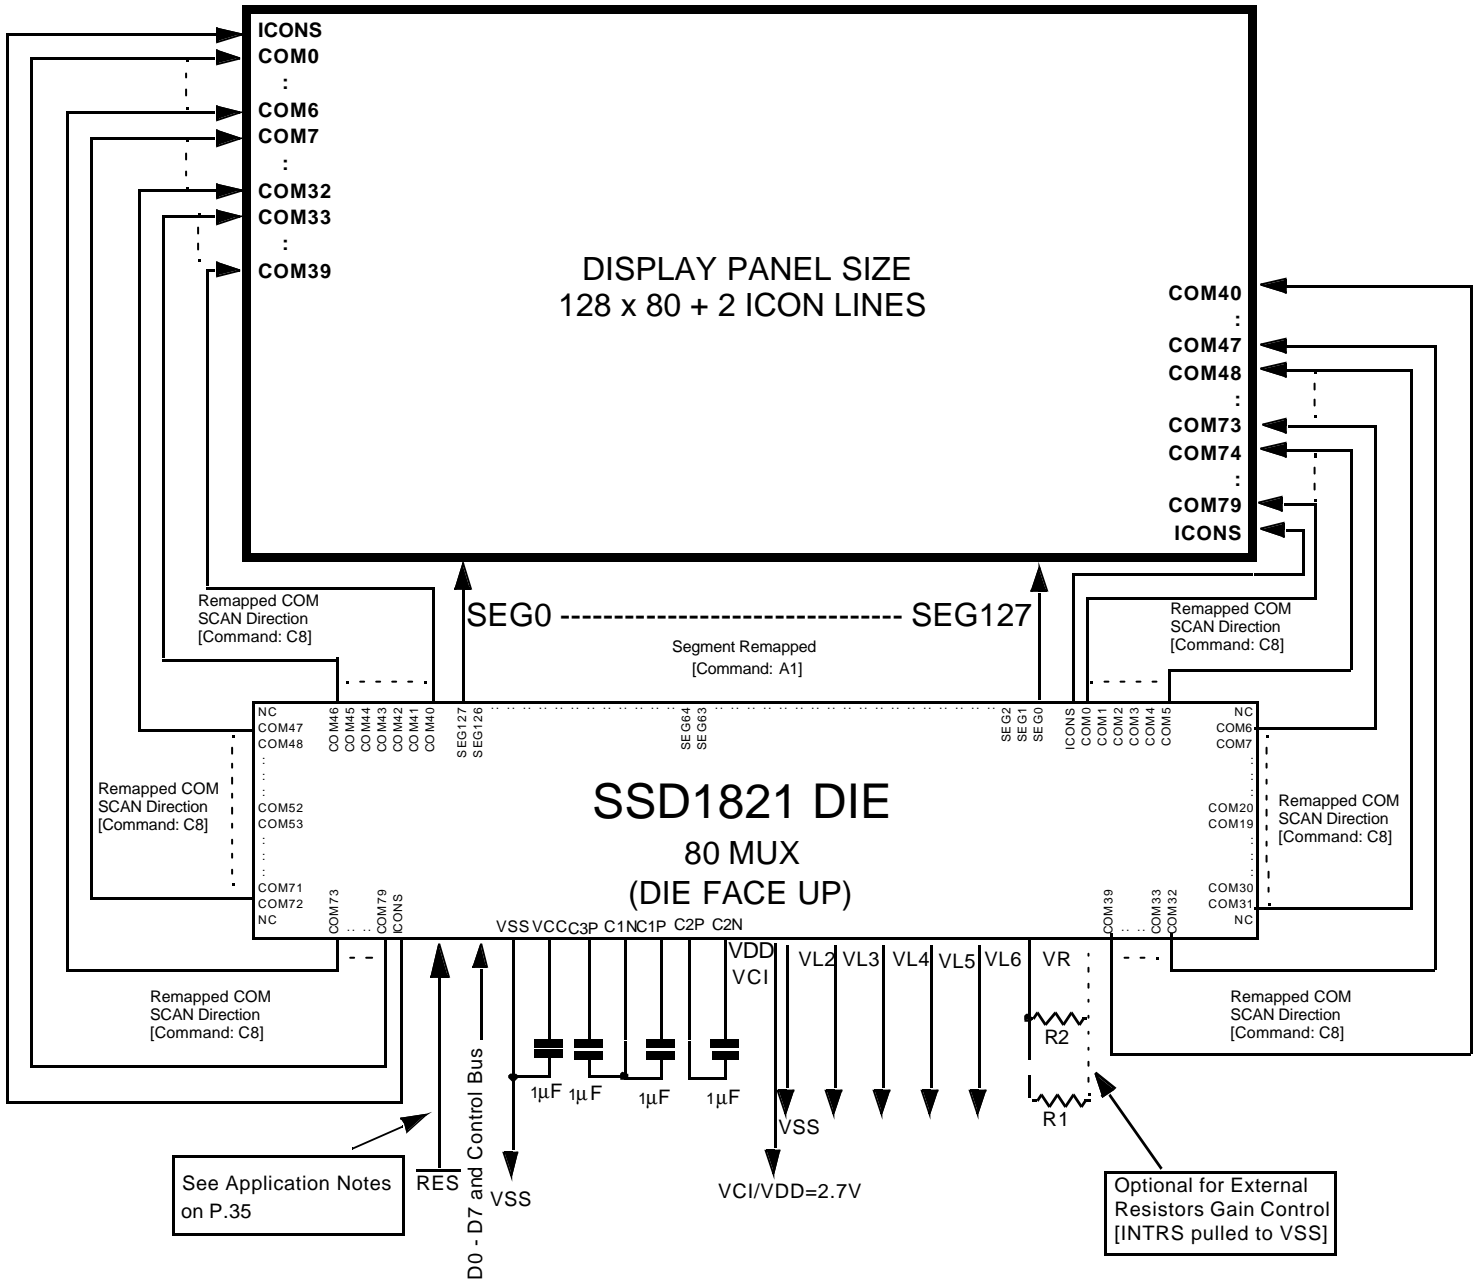 ICONS
COM0
:
COM6
COM7
:
COM32
COM33
:
COM39
DISPLAY PANEL SIZE
128 x 80 + 2 ICON LINES
COM40
:
COM47
COM48
:
COM73
COM74
:
COM79
ICONS
Remapped COM
SCAN Direction
[Command: C8]
SEG0 -------------------------------- SEG127
Segment Remapped
[Command: A1]
Remapped COM
SCAN Direction
[Command: C8]
NC
COM47
COM48
:
:
:
COM52
COM53
:
:
:
COM71
COM72
NC
COM46
COM45
COM44
COM43
COM42
COM41
COM40
SEG127
SEG126
SEG64
SEG63
SEG2
SEG1
SEG0
ICONS
COM0
COM1
COM2
COM3
COM4
COM5
NC
COM6
COM7
:
:
:
COM20
COM19
:
:
:
COM30
COM31
NC
Remapped COM
SCAN Direction
[Command: C8]
SSD1821 DIE
80 MUX
(DIE FACE UP)
Remapped COM
SCAN Direction
[Command: C8]
COM73
COM79
ICONS
VSS VCC C3P C1N C1P C2P C2N
COM39
COM33
COM32
VDD
VCI
VL2 VL3 VL4 VL5 VL6 VR
Remapped COM
SCAN Direction
[Command: C8]
Remapped COM
SCAN Direction
[Command: C8]
R2
1µF 1µF 1µF 1µF
R1
VSS
See Application Notes
on P.35
RES
D0 - D7 and Control Bus
VSS
VCI/VDD=2.7V
Optional for External
Resistors Gain Control
[INTRS pulled to VSS]